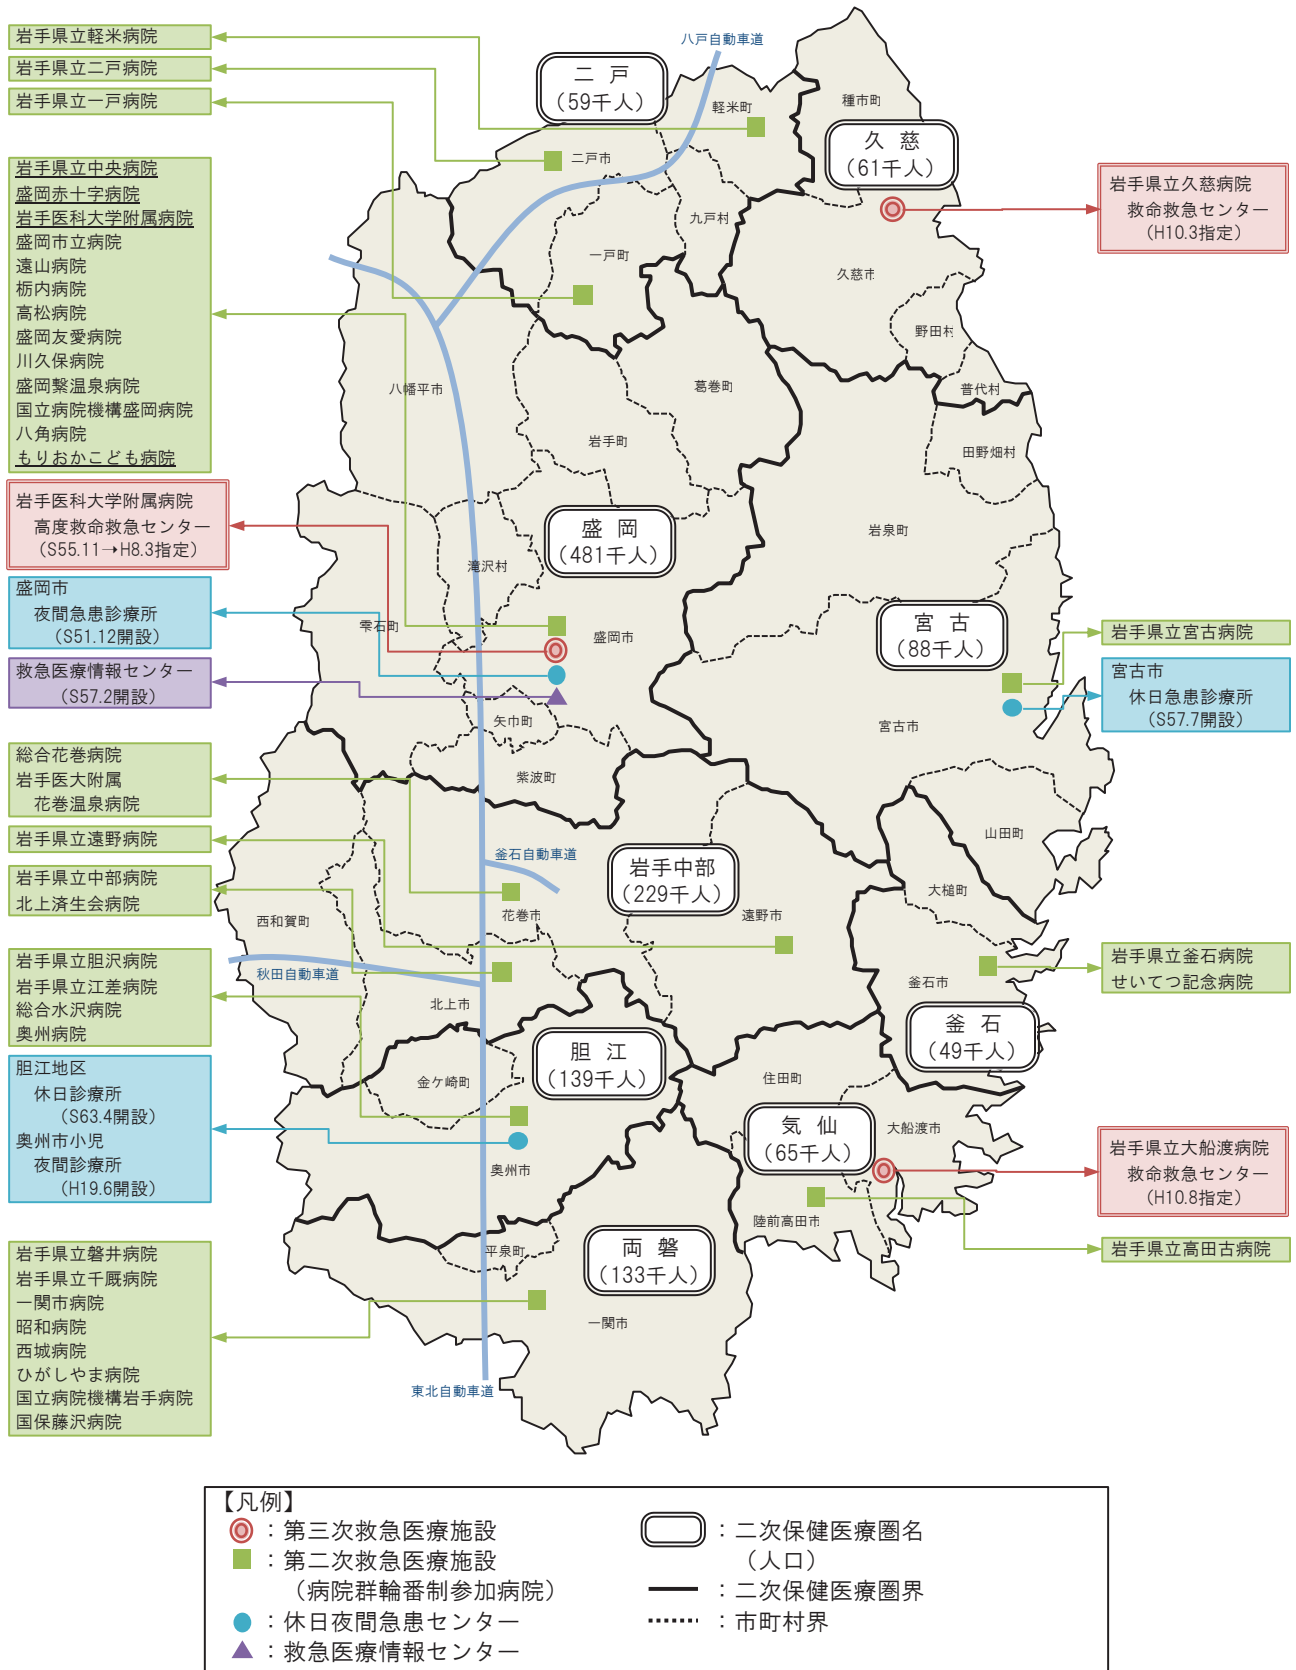 岩手県立軽米病院
岩手県立二戸病院
岩手県立一戸病院
岩手県立中央病院
盛岡赤十字病院
岩手医科大学附属病院
盛岡市立病院
遠山病院
栃内病院
高松病院
盛岡友愛病院
川久保病院
盛岡繋温泉病院
国立病院機構盛岡病院
八角病院
もりおかこども病院
岩手医科大学附属病院
高度救命救急センター
(S55.11→H8.3指定)
盛岡市
夜間急患診療所
(S51.12開設)
救急医療情報センター
(S57.2開設)
総合花巻病院
岩手医大附属
花巻温泉病院
岩手県立遠野病院
岩手県立中部病院
北上済生会病院
岩手県立胆沢病院
岩手県立江差病院
総合水沢病院
奥州病院
胆江地区
休日診療所
(S63.4開設)
奥州市小児
夜間診療所
(H19.6開設)
岩手県立磐井病院
岩手県立千厩病院
一関市病院
昭和病院
西城病院
ひがしやま病院
国立病院機構岩手病院
国保藤沢病院
八戸自動車道
二 戸
(59千人)
軽米町
種市町
久 慈
(61千人)
二戸市
九戸村
一戸町
久慈市
野田村
普代村
八幡平市
葛巻町
岩手町
田野畑村
盛 岡
(481千人)
岩泉町
滝沢村
雫石町
盛岡市
宮 古
(88千人)
矢巾町
宮古市
紫波町
山田町
釜石自動車道
岩手中部
(229千人)
大槌町
花巻市
遠野市
西和賀町
秋田自動車道
北上市
釜石市
釜 石
(49千人)
胆 江
(139千人)
金ケ崎町
住田町
気 仙
(65千人)
大船渡市
奥州市
陸前高田市
平泉町
両 磐
(133千人)
一関市
東北自動車道
岩手県立久慈病院
救命救急センター
(H10.3指定)
岩手県立宮古病院
宮古市
休日急患診療所
(S57.7開設)
岩手県立釜石病院
せいてつ記念病院
岩手県立大船渡病院
救命救急センター
(H10.8指定)
岩手県立高田古病院
【凡例】
：第三次救急医療施設
：第二次救急医療施設
(病院群輪番制参加病院)
：休日夜間急患センター
：救急医療情報センター
：二次保健医療圏名
(人口)
：二次保健医療圏界
：市町村界